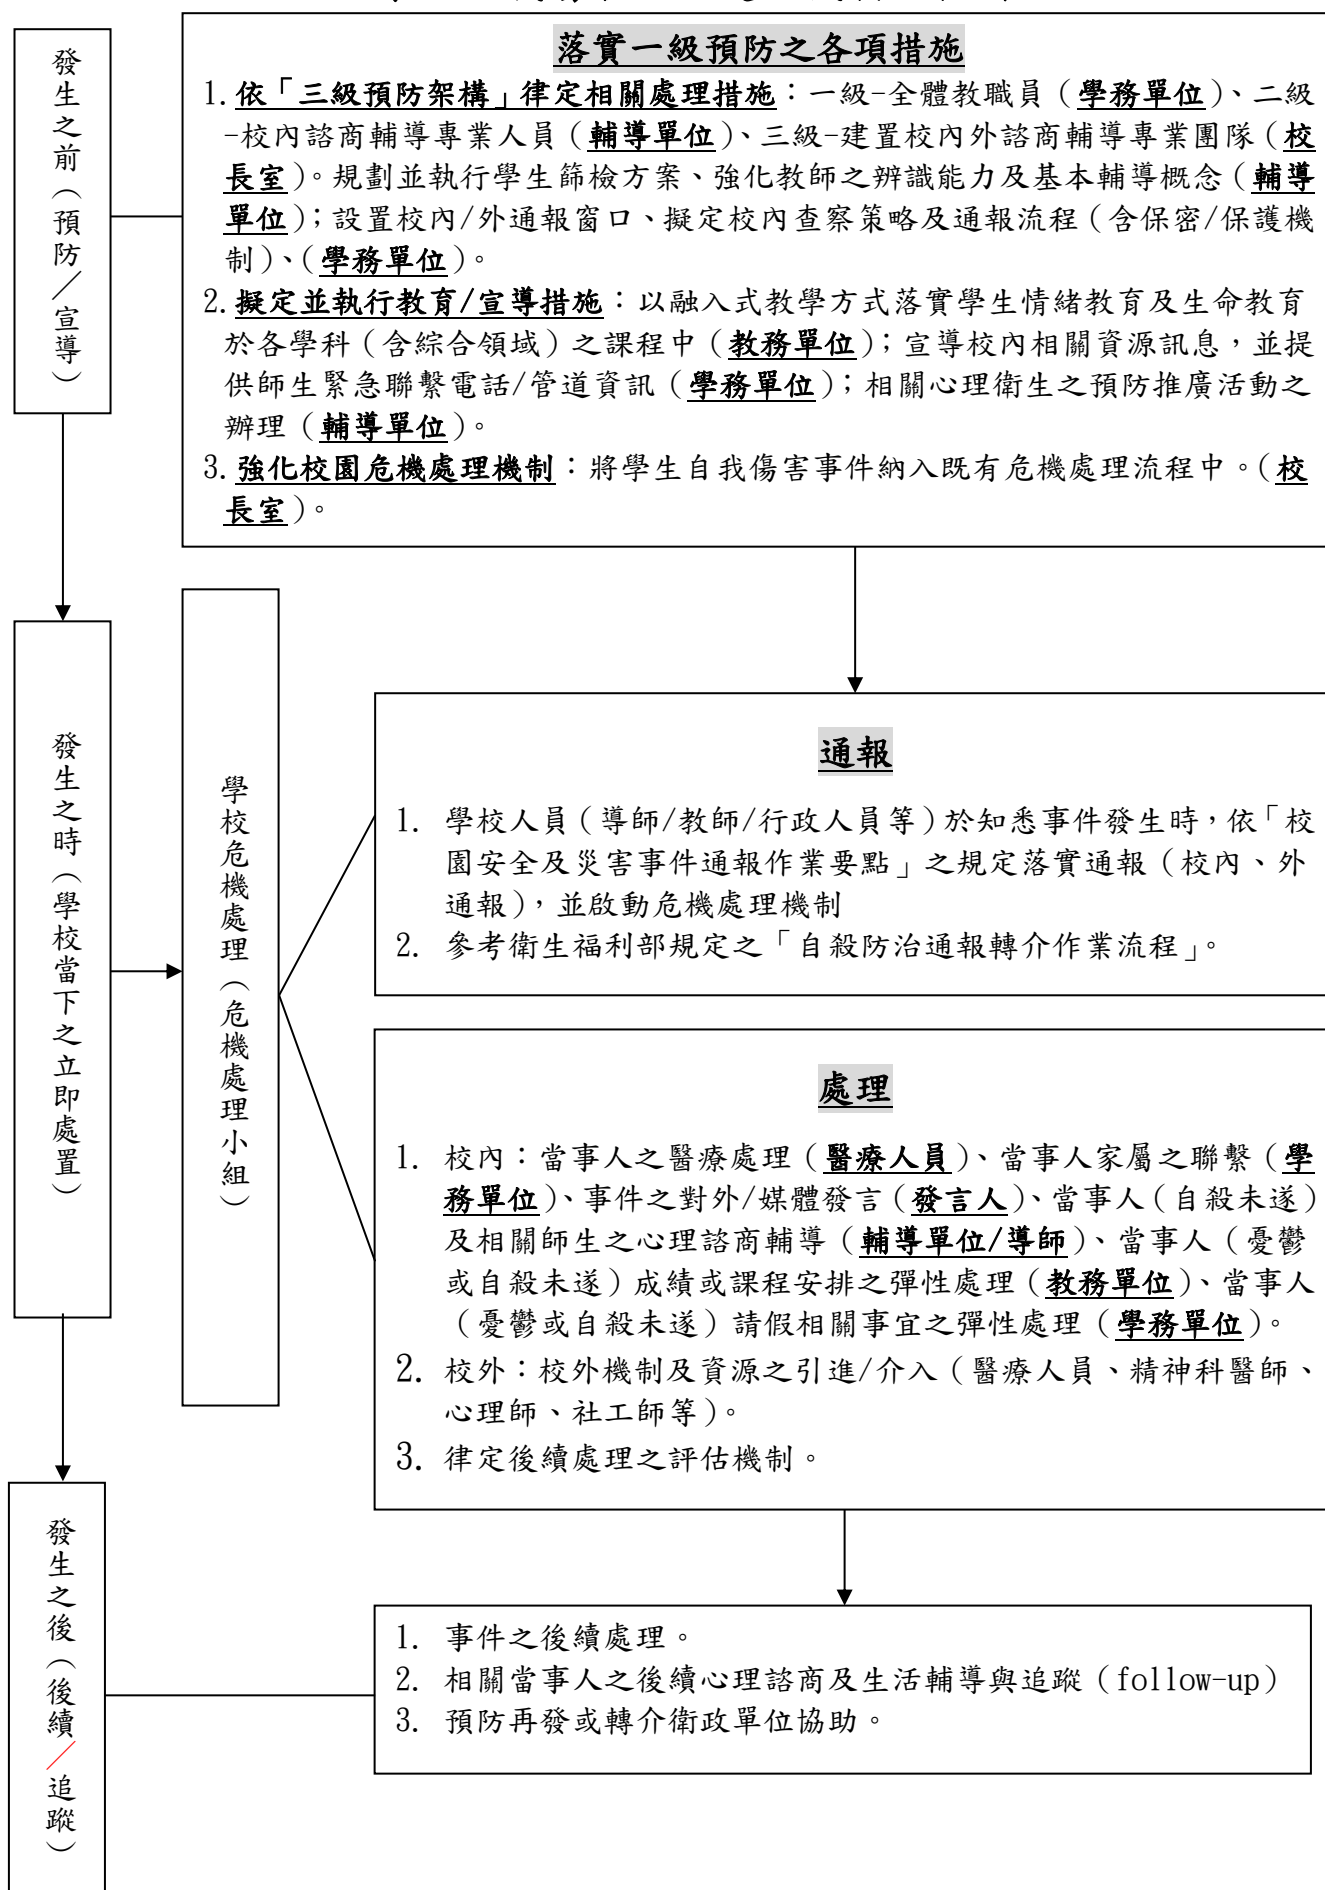 發生之前（預防／宣導）
落實一級預防之各項措施
1.依「三級預防架構」律定相關處理措施：一級-全體教職員（學務單位）、二級
-校內諮商輔導專業人員（輔導單位）、三級-建置校內外諮商輔導專業團隊（校
長室）。規劃並執行學生篩檢方案、強化教師之辨識能力及基本輔導概念（輔導
單位）；設置校內/外通報窗口、擬定校內查察策略及通報流程（含保密/保護機
制）、（學務單位）。
2.擬定並執行教育/宣導措施：以融入式教學方式落實學生情緒教育及生命教育
於各學科（含綜合領域）之課程中（教務單位）；宣導校內相關資源訊息，並提
供師生緊急聯繫電話/管道資訊（學務單位）；相關心理衛生之預防推廣活動之
辦理（輔導單位）。
3.強化校園危機處理機制：將學生自我傷害事件納入既有危機處理流程中。（校
長室）。
發生之時（學校當下之立即處置）
學校危機處理（危機處理小組）
通報
1. 學校人員（導師/教師/行政人員等）於知悉事件發生時，依「校
園安全及災害事件通報作業要點」之規定落實通報（校內、外
通報），並啟動危機處理機制
2. 參考衛生福利部規定之「自殺防治通報轉介作業流程」。
處理
1. 校內：當事人之醫療處理（醫療人員）、當事人家屬之聯繫（學
務單位）、事件之對外/媒體發言（發言人）、當事人（自殺未遂）
及相關師生之心理諮商輔導（輔導單位/導師）、當事人（憂鬱
或自殺未遂）成績或課程安排之彈性處理（教務單位）、當事人
（憂鬱或自殺未遂）請假相關事宜之彈性處理（學務單位）。
2. 校外：校外機制及資源之引進/介入（醫療人員、精神科醫師、
心理師、社工師等）。
3. 律定後續處理之評估機制。
發生之後（後續／追蹤）
1. 事件之後續處理。
2. 相關當事人之後續心理諮商及生活輔導與追蹤（follow-up）
3. 預防再發或轉介衛政單位協助。